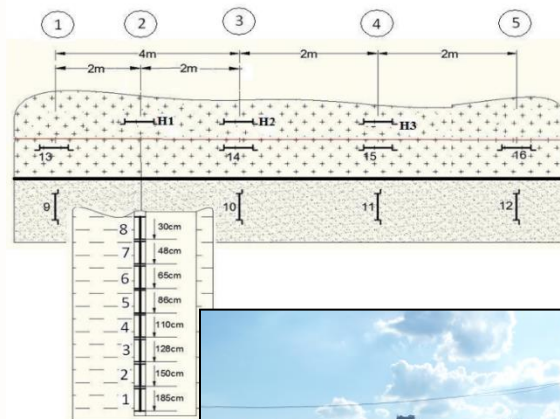 1 2 3 4 5
4m 2m 2m
2m 2m
H1 H2 H3
13 14 15 16
9 10 11 12
8 30cm
7 48cm
6 65cm
5 86cm
4 110cm
3 128cm
2 150cm
1 185cm